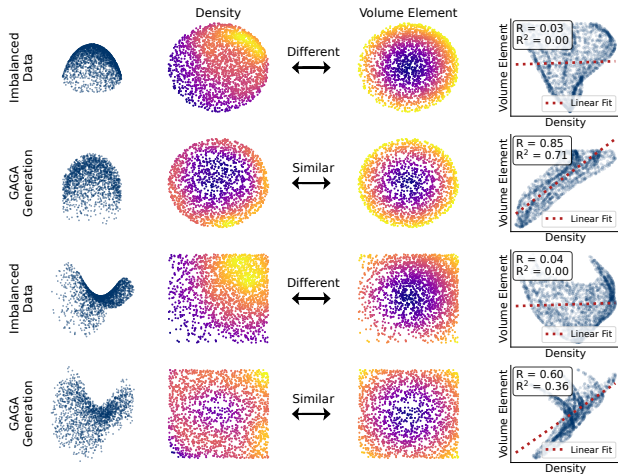 Density
Volume Element
Imbalanced
Data
Different
Volume Element
R = 0.03
R² = 0.00
Linear Fit
Density
GAGA
Generation
Similar
Volume Element
R = 0.85
R² = 0.71
Linear Fit
Density
Imbalanced
Data
Different
Volume Element
R = 0.04
R² = 0.00
Linear Fit
Density
GAGA
Generation
Similar
Volume Element
R = 0.60
R² = 0.36
Linear Fit
Density